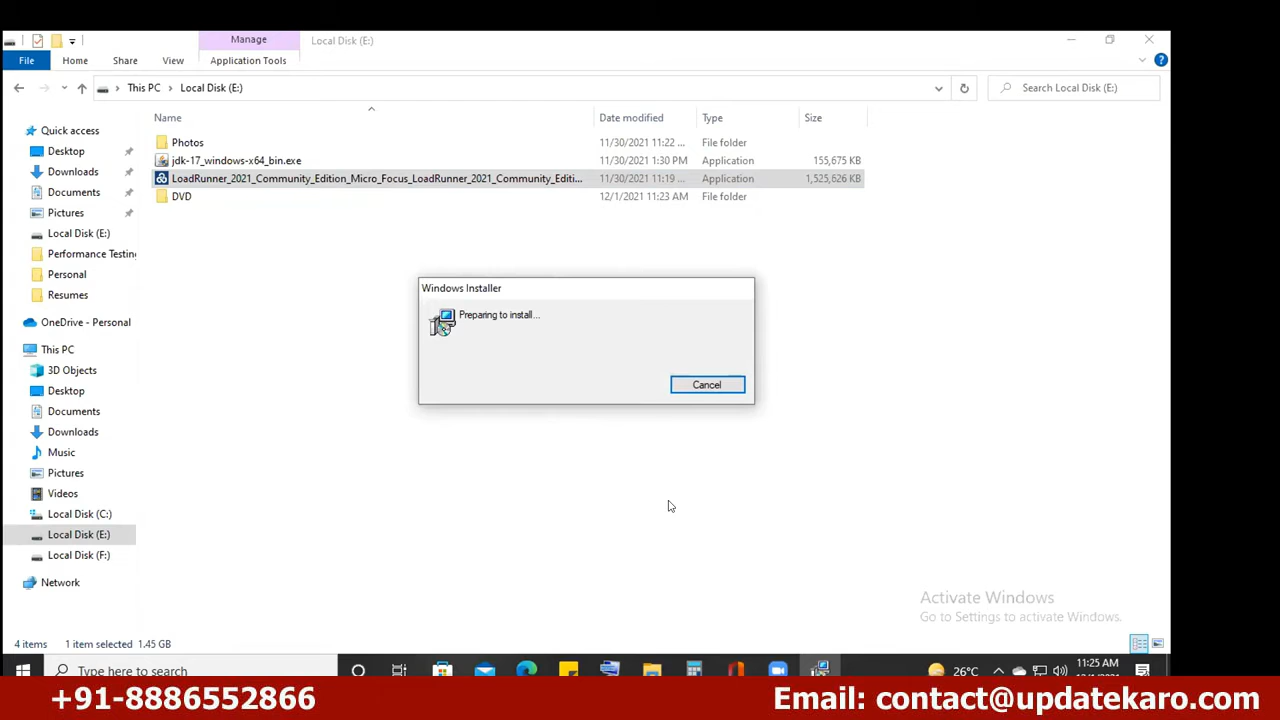 Manage
Local Disk (E:)
File
Home
Share
View
Application Tools
This PC
Local Disk (E:)
Search Local Disk (E:)
Name
Date modified
Type
Size
Photos
11/30/2021 11:22 ...
File folder
jdk-17_windows-x64_bin.exe
11/30/2021 1:30 PM
Application
155,675 KB
LoadRunner_2021_Community_Edition_Micro_Focus_LoadRunner_2021_Community_Editi...
11/30/2021 11:19 ...
Application
1,525,626 KB
DVD
12/1/2021 11:23 AM
File folder
Quick access
Desktop
Downloads
Documents
Pictures
Local Disk (E:)
Performance Testing
Personal
Resumes
OneDrive - Personal
This PC
3D Objects
Desktop
Documents
Downloads
Music
Pictures
Videos
Local Disk (C:)
Local Disk (E:)
Local Disk (F:)
Network
Windows Installer
Preparing to install...
Cancel
Activate Windows
Go to Settings to activate Windows.
4 items
1 item selected 1.45 GB
Type here to search
26°C
11:25 AM
+91-8886552866
Email: contact@updatekaro.com